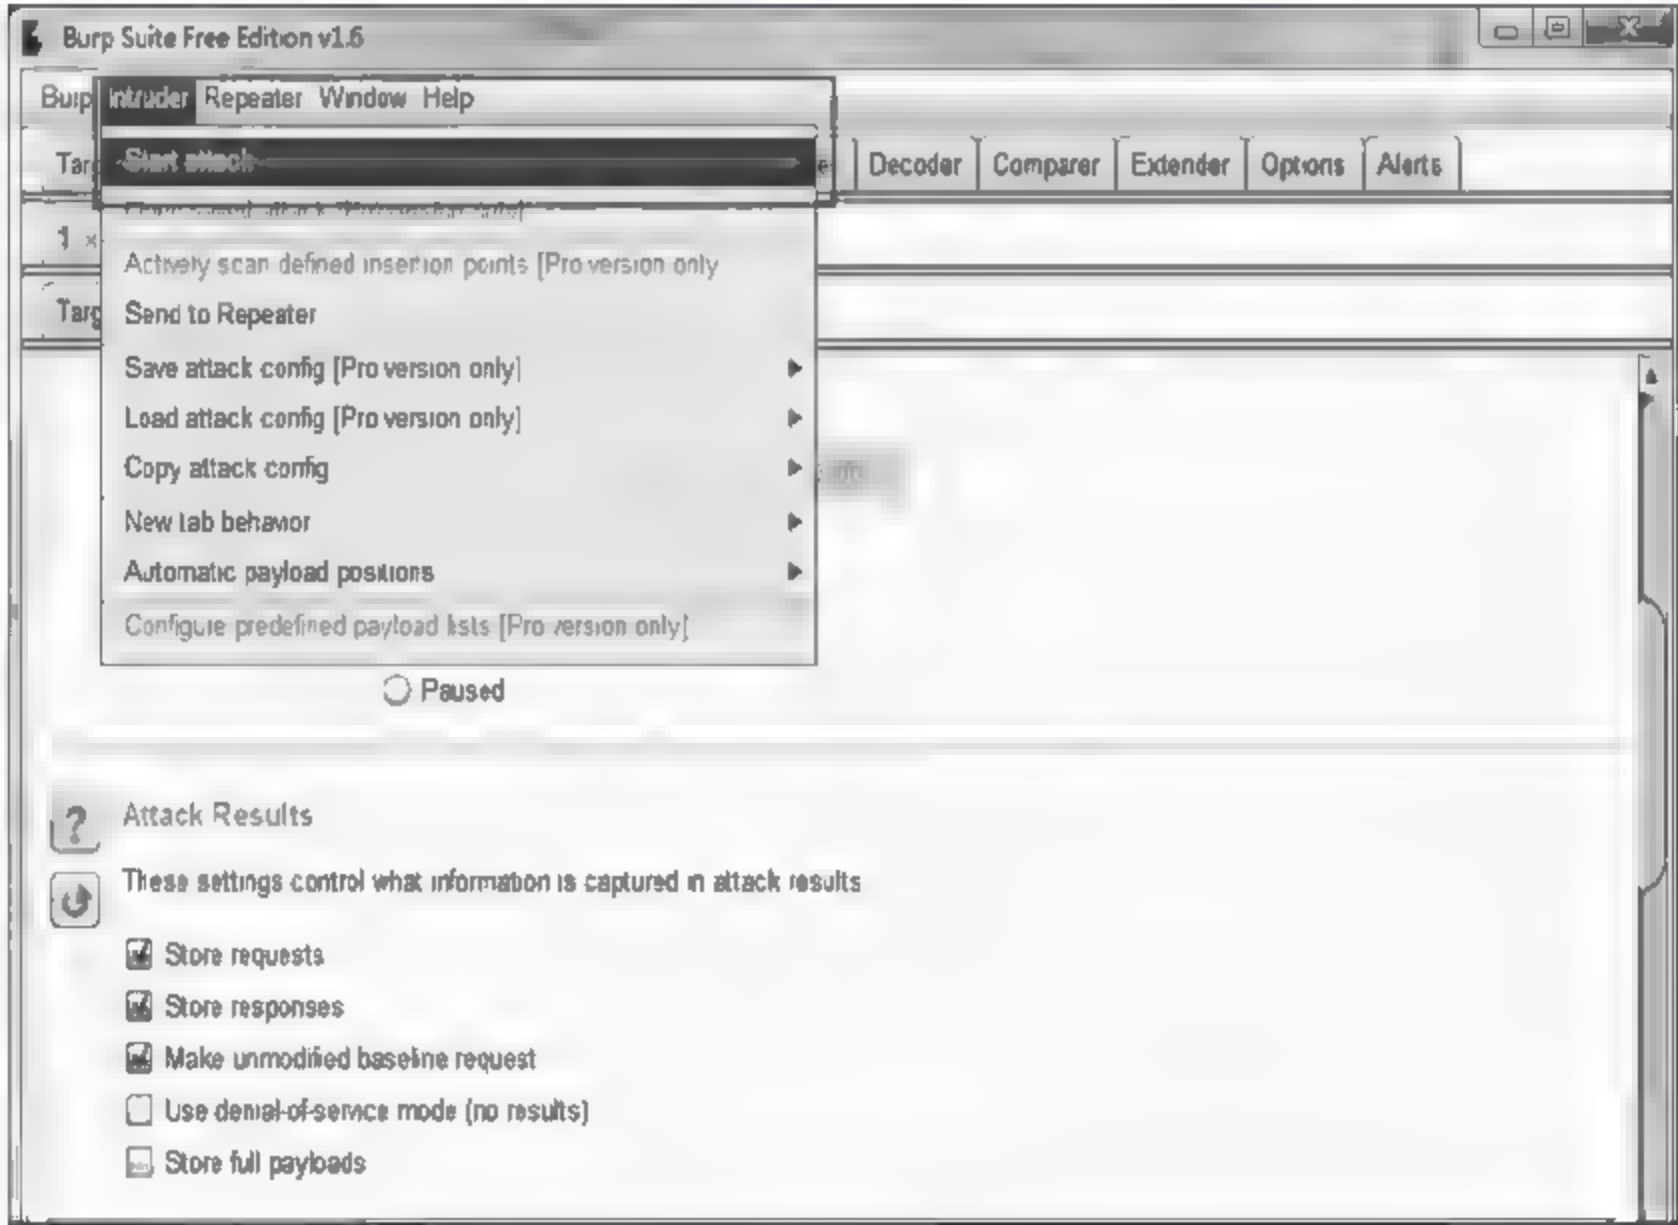 Burp Suite Free Edition v1.6
Burp Intruder Repeater Window Help
Start attack
Decoder Comparer Extender Options Alerts
1 ×
Actively scan defined insertion points [Pro version only
Targ
Send to Repeater
Save attack config [Pro version only]
Load attack config [Pro version only]
Copy attack config
New tab behavior
Automatic payload positions
Configure predefined payload lists [Pro version only]
Paused
? Attack Results
These settings control what information is captured in attack results
Store requests
Store responses
Make unmodified baseline request
Use denial-of-service mode (no results)
Store full payloads